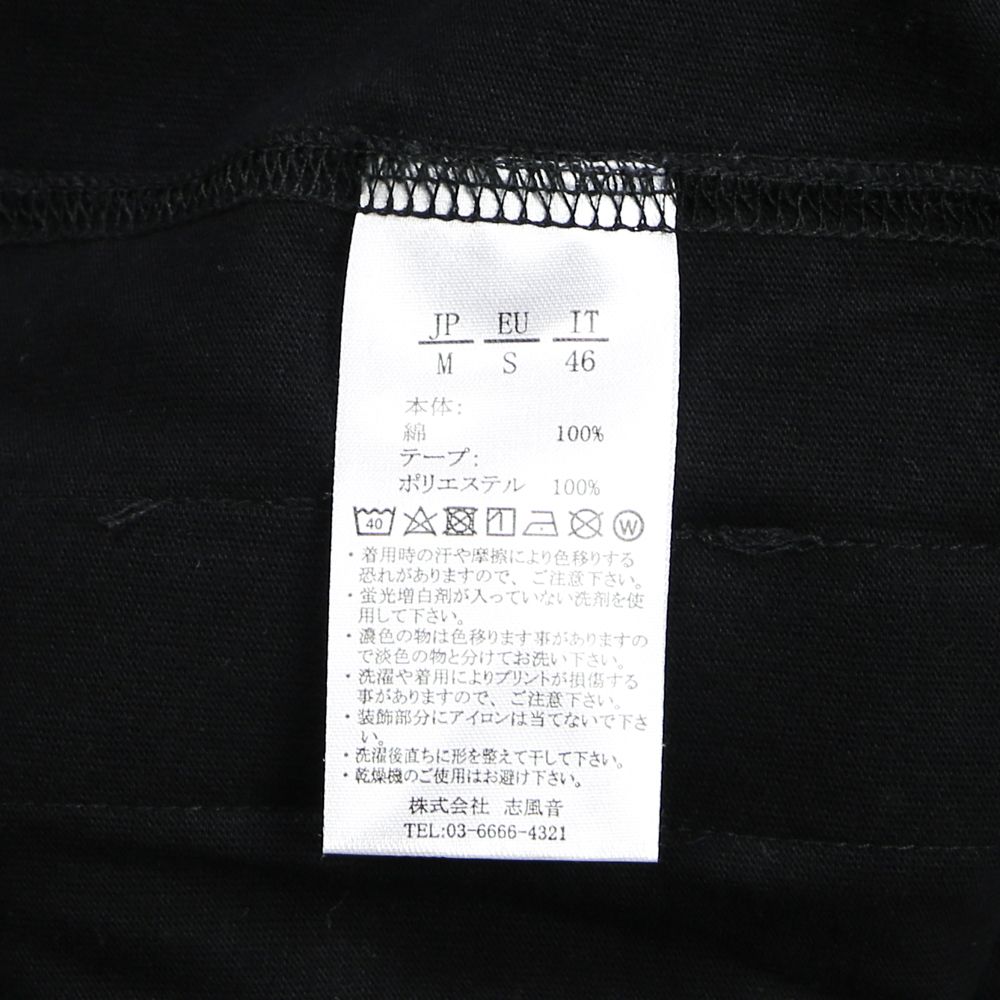 JP EU IT
M S 46
本体:
綿 100%
テープ:
ポリエステル 100%
40 W
・着用時の汗や摩擦により色移りする
恐れがありますので、ご注意下さい。
・蛍光増白剤が入っていない洗剤を使
用して下さい。
・濃色の物は色移ります事がありますの
で淡色の物と分けてお洗い下さい。
・洗濯や着用によりプリントが損傷する
事がありますので、ご注意下さい。
・装飾部分にアイロンは当てないで下さ
い。
・洗濯後直ちに形を整えて干して下さい。
・乾燥機のご使用はお避け下さい。
株式会社 志風音
TEL:03-6666-4321